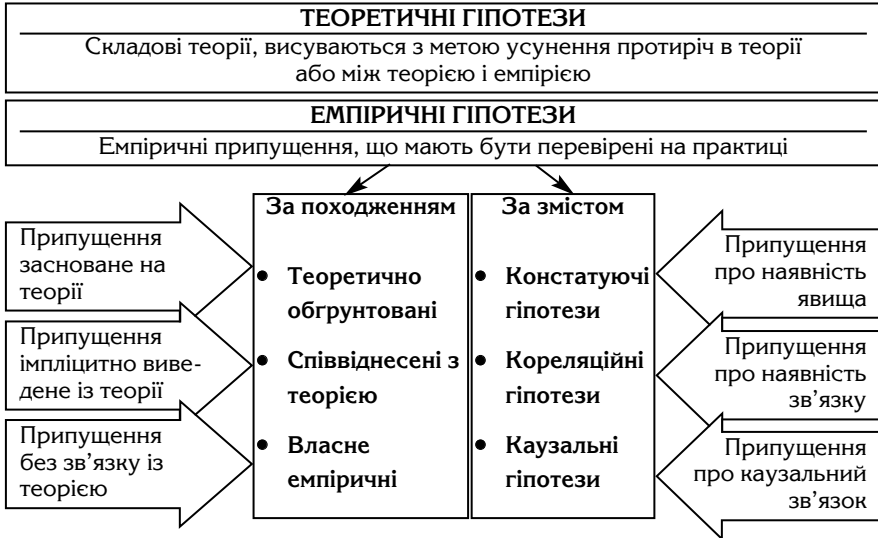 ТЕОРЕТИЧНІ ГІПОТЕЗИ
Складові теорії, висуваються з метою усунення протиріч в теорії
або між теорією і емпірією
ЕМПІРИЧНІ ГІПОТЕЗИ
Емпіричні припущення, що мають бути перевірені на практиці
Припущення
засноване на
теорії
Припущення
імпліцитно виве-
дене із теорії
Припущення
без зв'язку із
теорією
За походженням
• Теоретично
обґрунтовані
• Співвіднесені з
теорією
• Власне
емпіричні
За змістом
• Констатуючі
гіпотези
• Кореляційні
гіпотези
• Каузальні
гіпотези
Припущення
про наявність
явища
Припущення
про наявність
зв'язку
Припущення
про каузальний
зв'язок